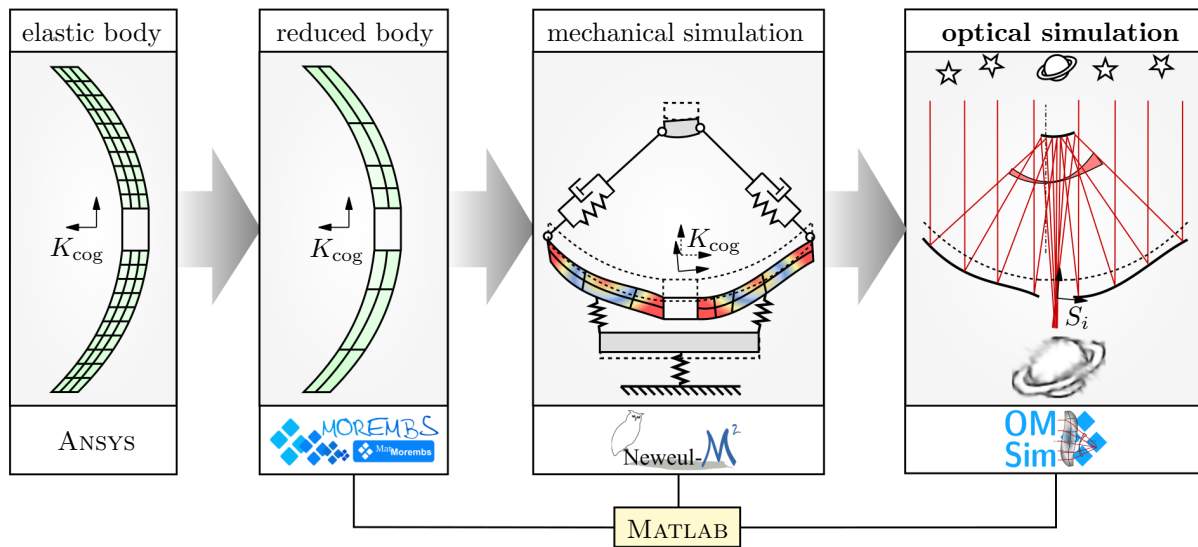 elastic body
reduced body
mechanical simulation
optical simulation
K_cog
K_cog
K_cog
S_i
ANSYS
MOREMBS
MatMorembs
Neweul-M²
OM
Sim
MATLAB